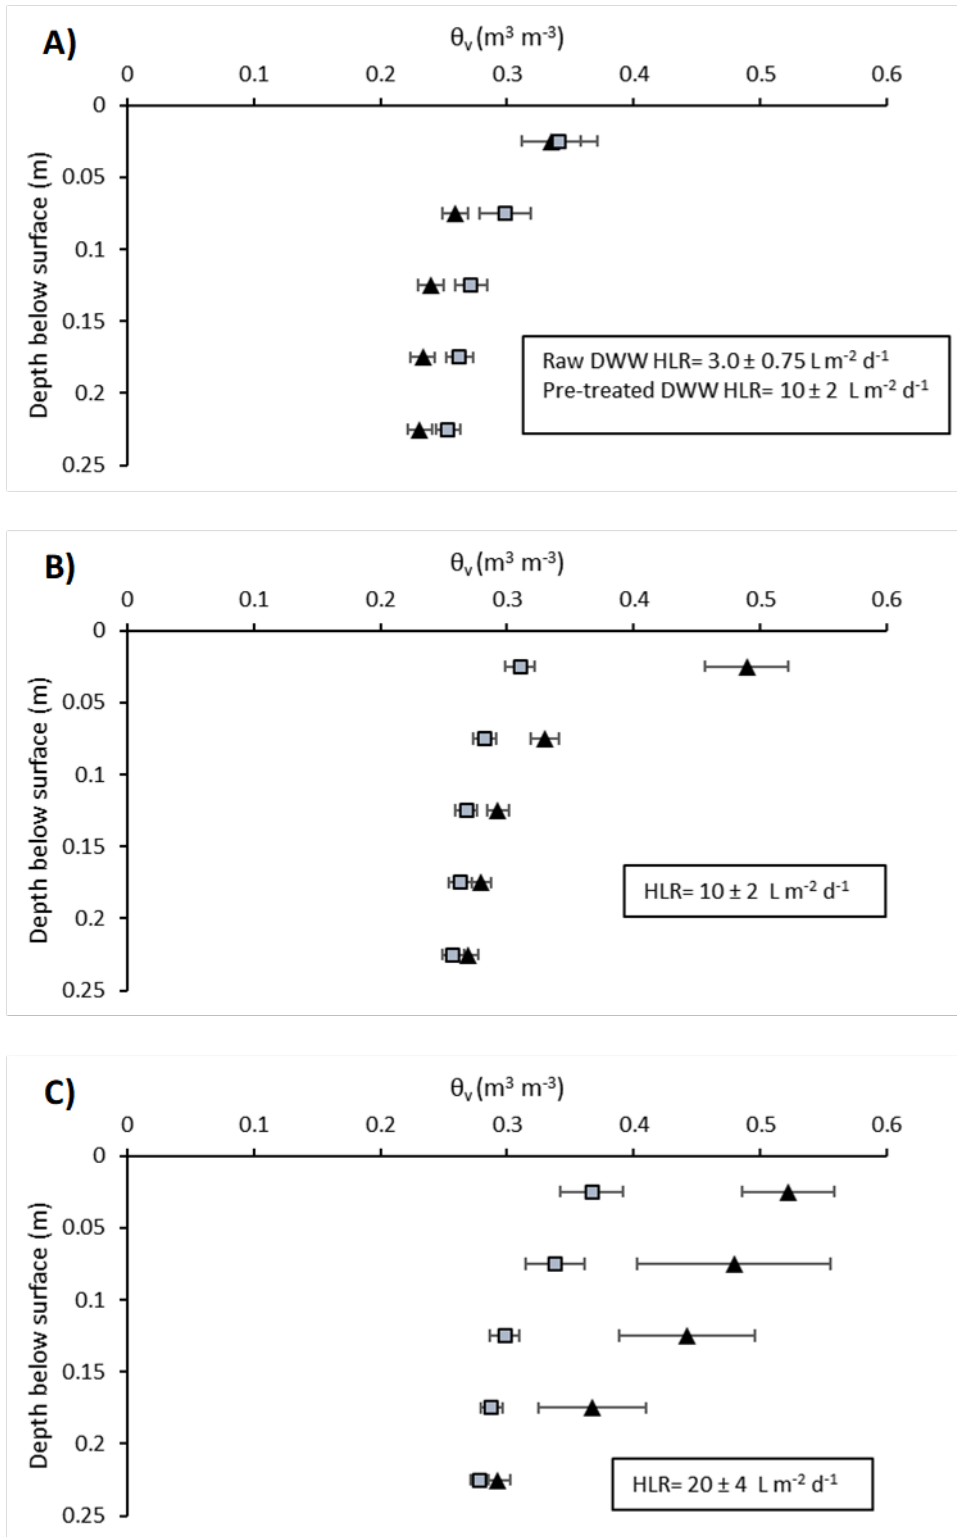 A)
θv (m³ m⁻³)
0 0.1 0.2 0.3 0.4 0.5 0.6
Depth below surface (m)
0
0.05
0.1
0.15
0.2
0.25
Raw DWW HLR= 3.0 ± 0.75 L m⁻² d⁻¹
Pre-treated DWW HLR= 10 ± 2 L m⁻² d⁻¹
B)
θv (m³ m⁻³)
0 0.1 0.2 0.3 0.4 0.5 0.6
Depth below surface (m)
0
0.05
0.1
0.15
0.2
0.25
HLR= 10 ± 2 L m⁻² d⁻¹
C)
θv (m³ m⁻³)
0 0.1 0.2 0.3 0.4 0.5 0.6
Depth below surface (m)
0
0.05
0.1
0.15
0.2
0.25
HLR= 20 ± 4 L m⁻² d⁻¹